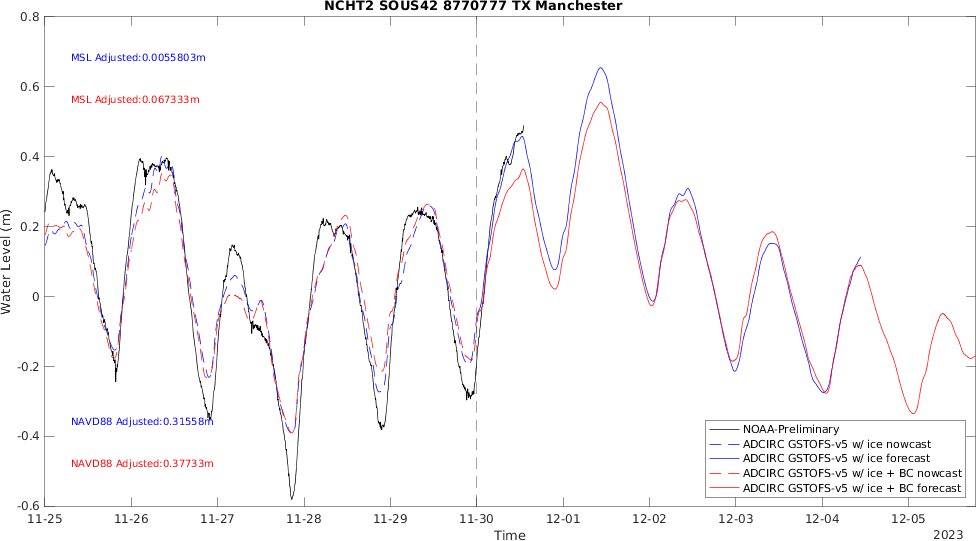 NCHT2 SOUS42 8770777 TX Manchester
0.8
0.6
0.4
0.2
0
-0.2
-0.4
-0.6
Water Level (m)
MSL Adjusted:0.0055803m
MSL Adjusted:0.067333m
NAVD88 Adjusted:0.31558m
NAVD88 Adjusted:0.37733m
NOAA-Preliminary
ADCIRC GSTOFS-v5 w/ ice nowcast
ADCIRC GSTOFS-v5 w/ ice forecast
ADCIRC GSTOFS-v5 w/ ice + BC nowcast
ADCIRC GSTOFS-v5 w/ ice + BC forecast
11-25 11-26 11-27 11-28 11-29 11-30 12-01 12-02 12-03 12-04 12-05
Time
2023